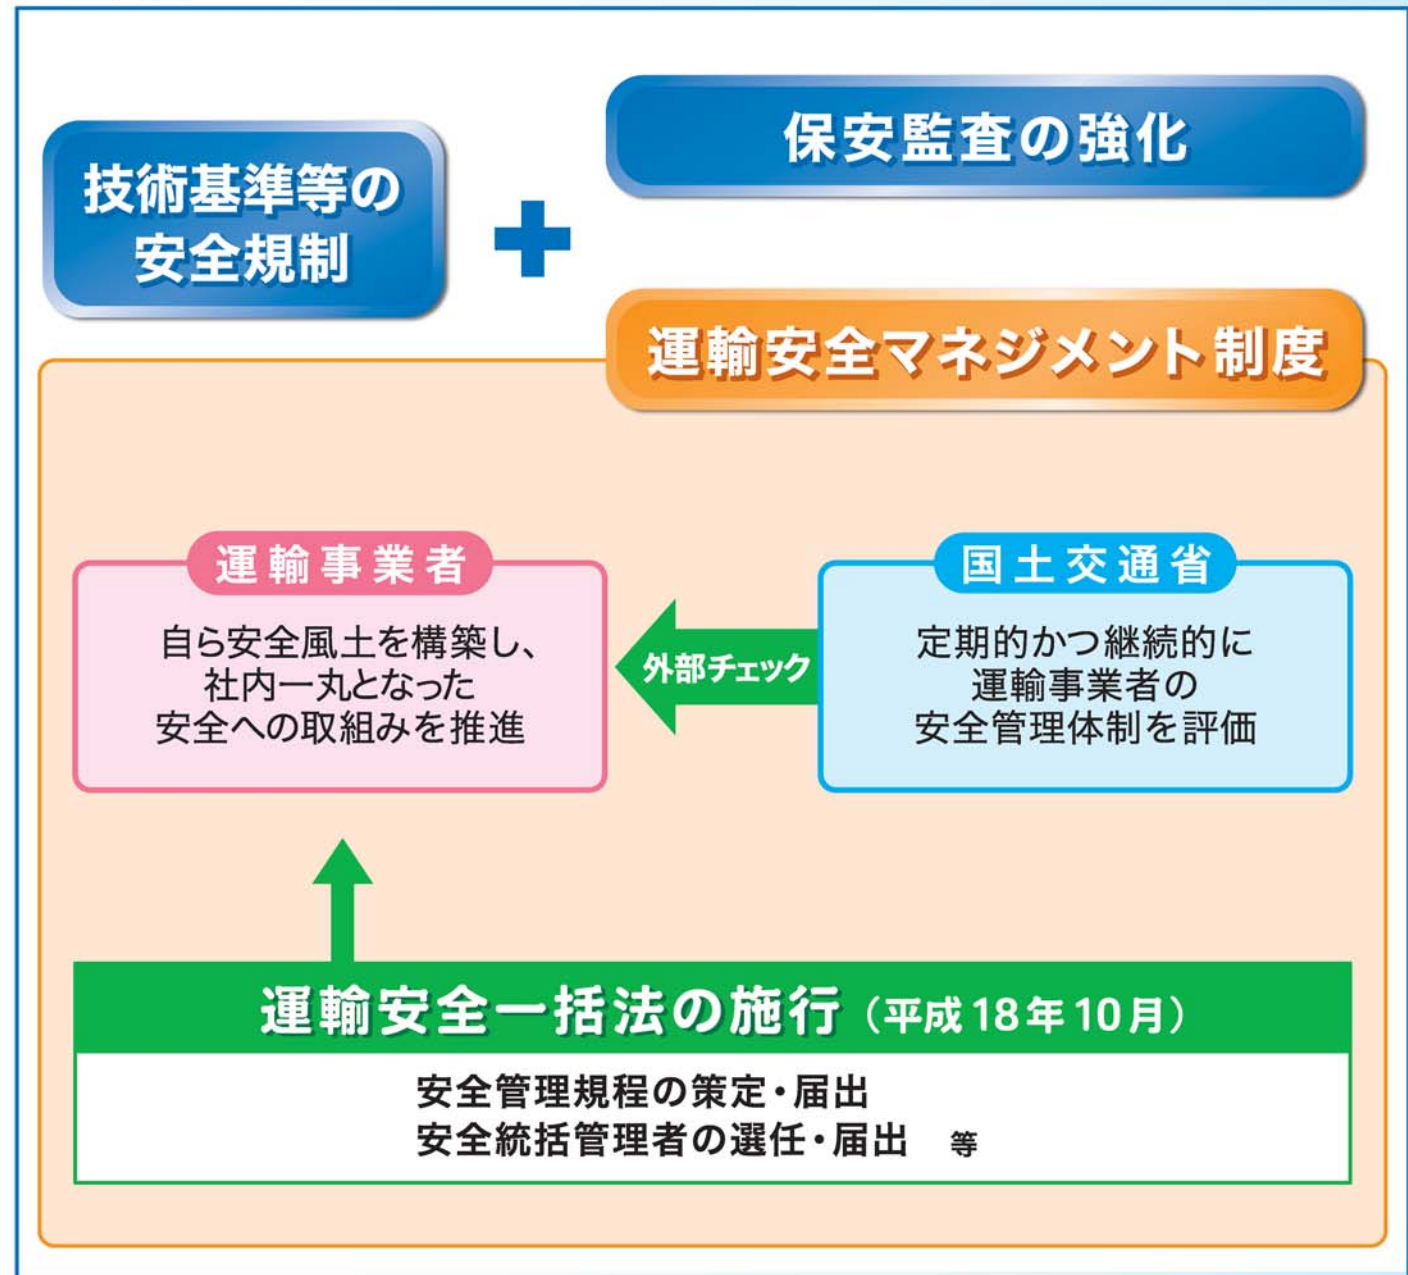 技術基準等の
安全規制
+
保安監査の強化
運輸安全マネジメント制度
運輸事業者
自ら安全風土を構築し、
社内一丸となった
安全への取組みを推進
外部チェック
国土交通省
定期的かつ継続的に
運輸事業者の
安全管理体制を評価
運輸安全一括法の施行（平成18年10月）
安全管理規程の策定・届出
安全統括管理者の選任・届出　等